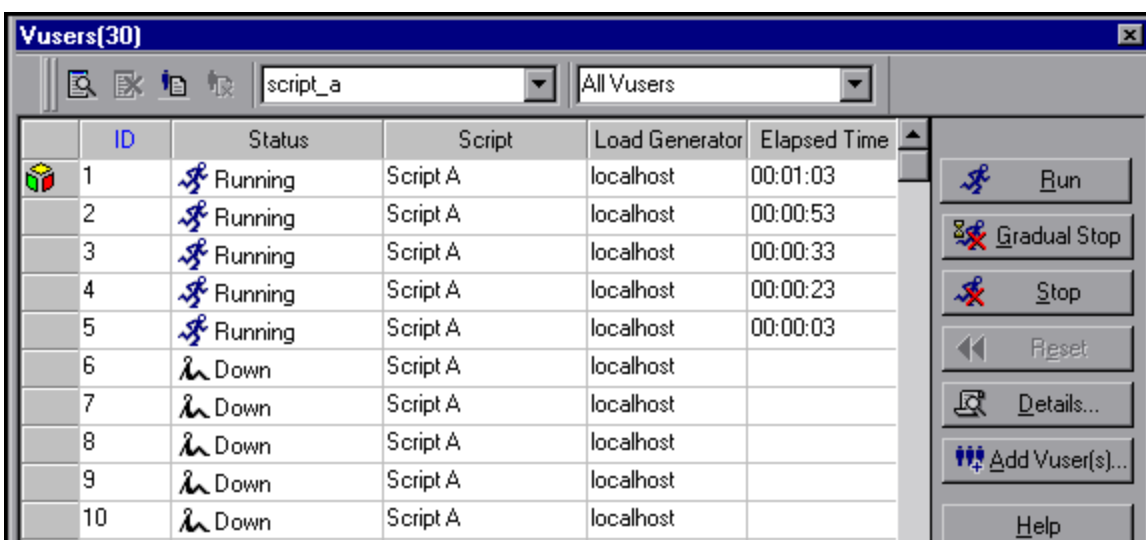 Vusers(30)
script_a All Vusers
ID Status Script Load Generator Elapsed Time
1 Running Script A localhost 00:01:03
2 Running Script A localhost 00:00:53
3 Running Script A localhost 00:00:33
4 Running Script A localhost 00:00:23
5 Running Script A localhost 00:00:03
6 Down Script A localhost
7 Down Script A localhost
8 Down Script A localhost
9 Down Script A localhost
10 Down Script A localhost
Run
Gradual Stop
Stop
Reset
Details...
Add Vuser(s)...
Help